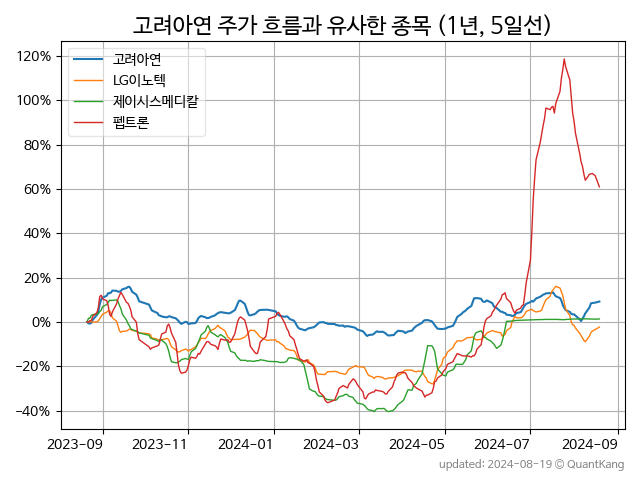 고려아연 주가 흐름과 유사한 종목 (1년, 5일선)
고려아연
LG이노텍
제이시스메디칼
펩트론
120%
100%
80%
60%
40%
20%
0%
−20%
−40%
2023-09 2023-11 2024-01 2024-03 2024-05 2024-07 2024-09
updated: 2024-08-19 © QuantKang